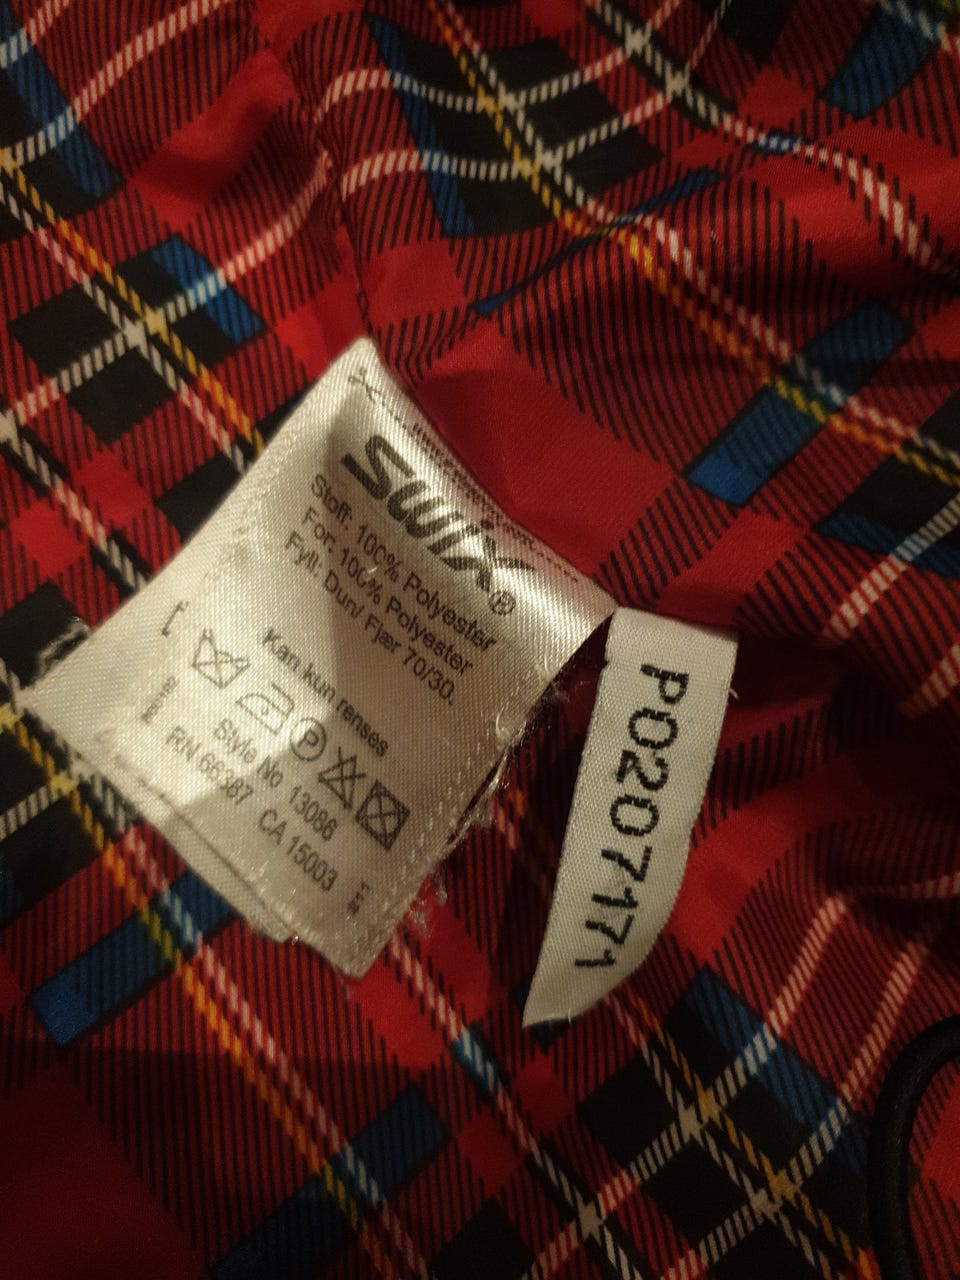 SWIX®
Stoff: 100% Polyester
For: 100% Polyester
Fyll: Dun/ Fjær 70/30.
Kan kun renses
P
Style No 13086
RN 66387 CA 15003
P0207171